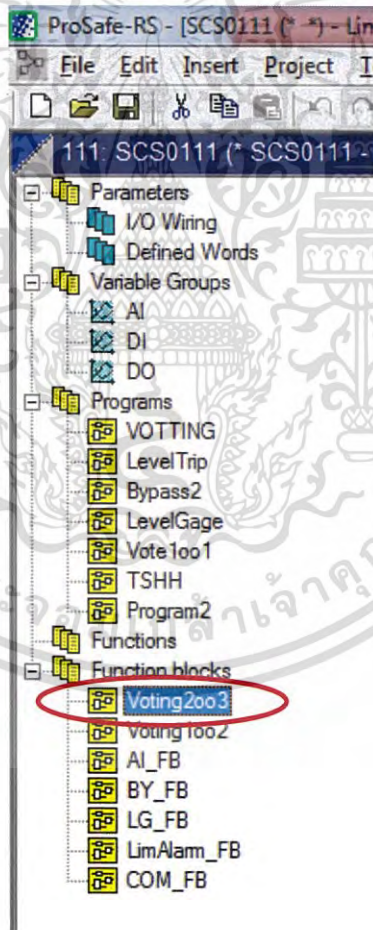 ProSafe-RS - [SCS0111 (* *) - Lin
File Edit Insert Project T
111: SCS0111 (* SCS0111 -
Parameters
I/O Wiring
Defined Words
Variable Groups
AI
DI
DO
Programs
VOTTING
LevelTrip
Bypass2
LevelGage
Vote1oo1
TSHH
Program2
Functions
Function blocks
Voting2oo3
Voting1oo2
AI_FB
BY_FB
LG_FB
LimAlarm_FB
COM_FB